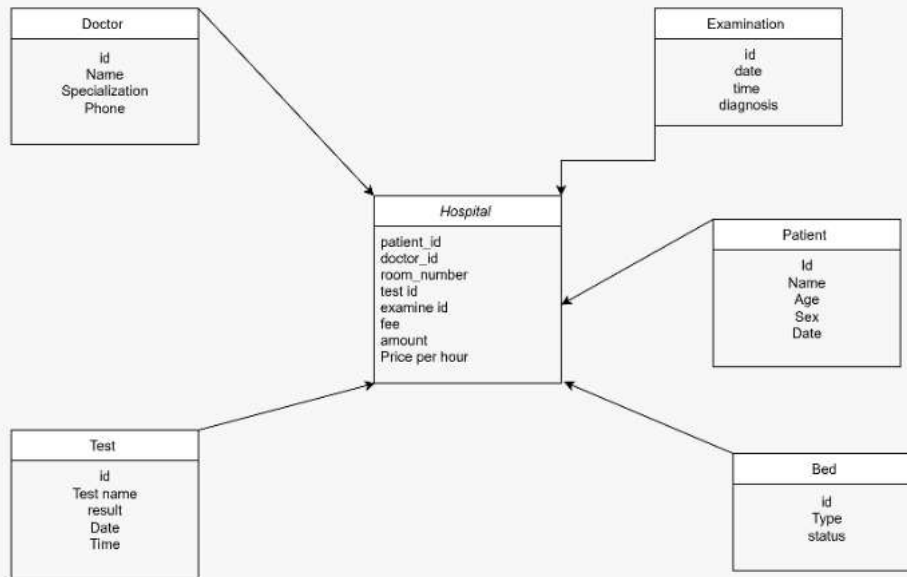 Doctor
id
Name
Specialization
Phone
Examination
id
date
time
diagnosis
Hospital
patient_id
doctor_id
room_number
test id
examine id
fee
amount
Price per hour
Patient
Id
Name
Age
Sex
Date
Test
id
Test name
result
Date
Time
Bed
id
Type
status